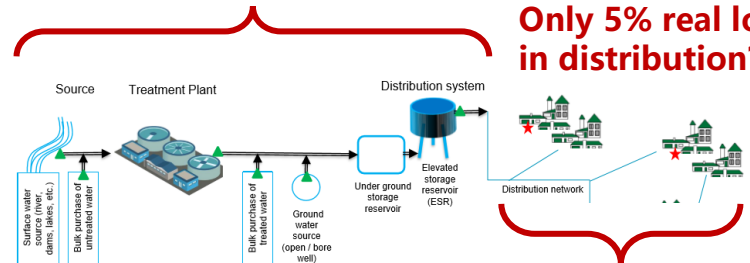 Only 5% real lo
in distribution?
Source
Treatment Plant
Distribution system
Surface water
source (river,
dams, lakes, etc.)
Bulk purchase of
untreated water
Bulk purchase of
treated water
Ground
water
source
(open / bore
well)
Under ground
storage
reservoir
Elevated
storage
reservoir
(ESR)
Distribution network